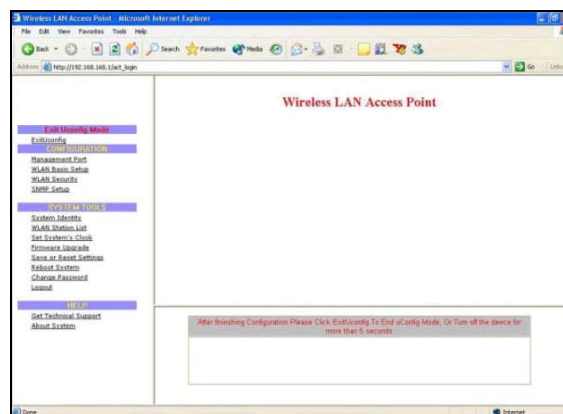 Wireless LAN Access Point - Microsoft Internet Explorer
File Edit View Favorites Tools Help
Back Search Favorites Media
Address http://192.168.168.1/act_login Go Links
Wireless LAN Access Point
Exit Uconfig Mode
ExitUconfig
CONFIGURATION
Management Port
WLAN Basic Setup
WLAN Security
SNMP Setup
SYSTEM TOOLS
System Identity
WLAN Station List
Set System's Clock
Firmware Upgrade
Save or Reset Settings
Reboot System
Change Password
Logout
HELP
Get Technical Support
About System
After fininshing Configuration Please Click ExitUconfig To End uConfig Mode, Or Turn off the device for
more than 5 seconds
Done Internet